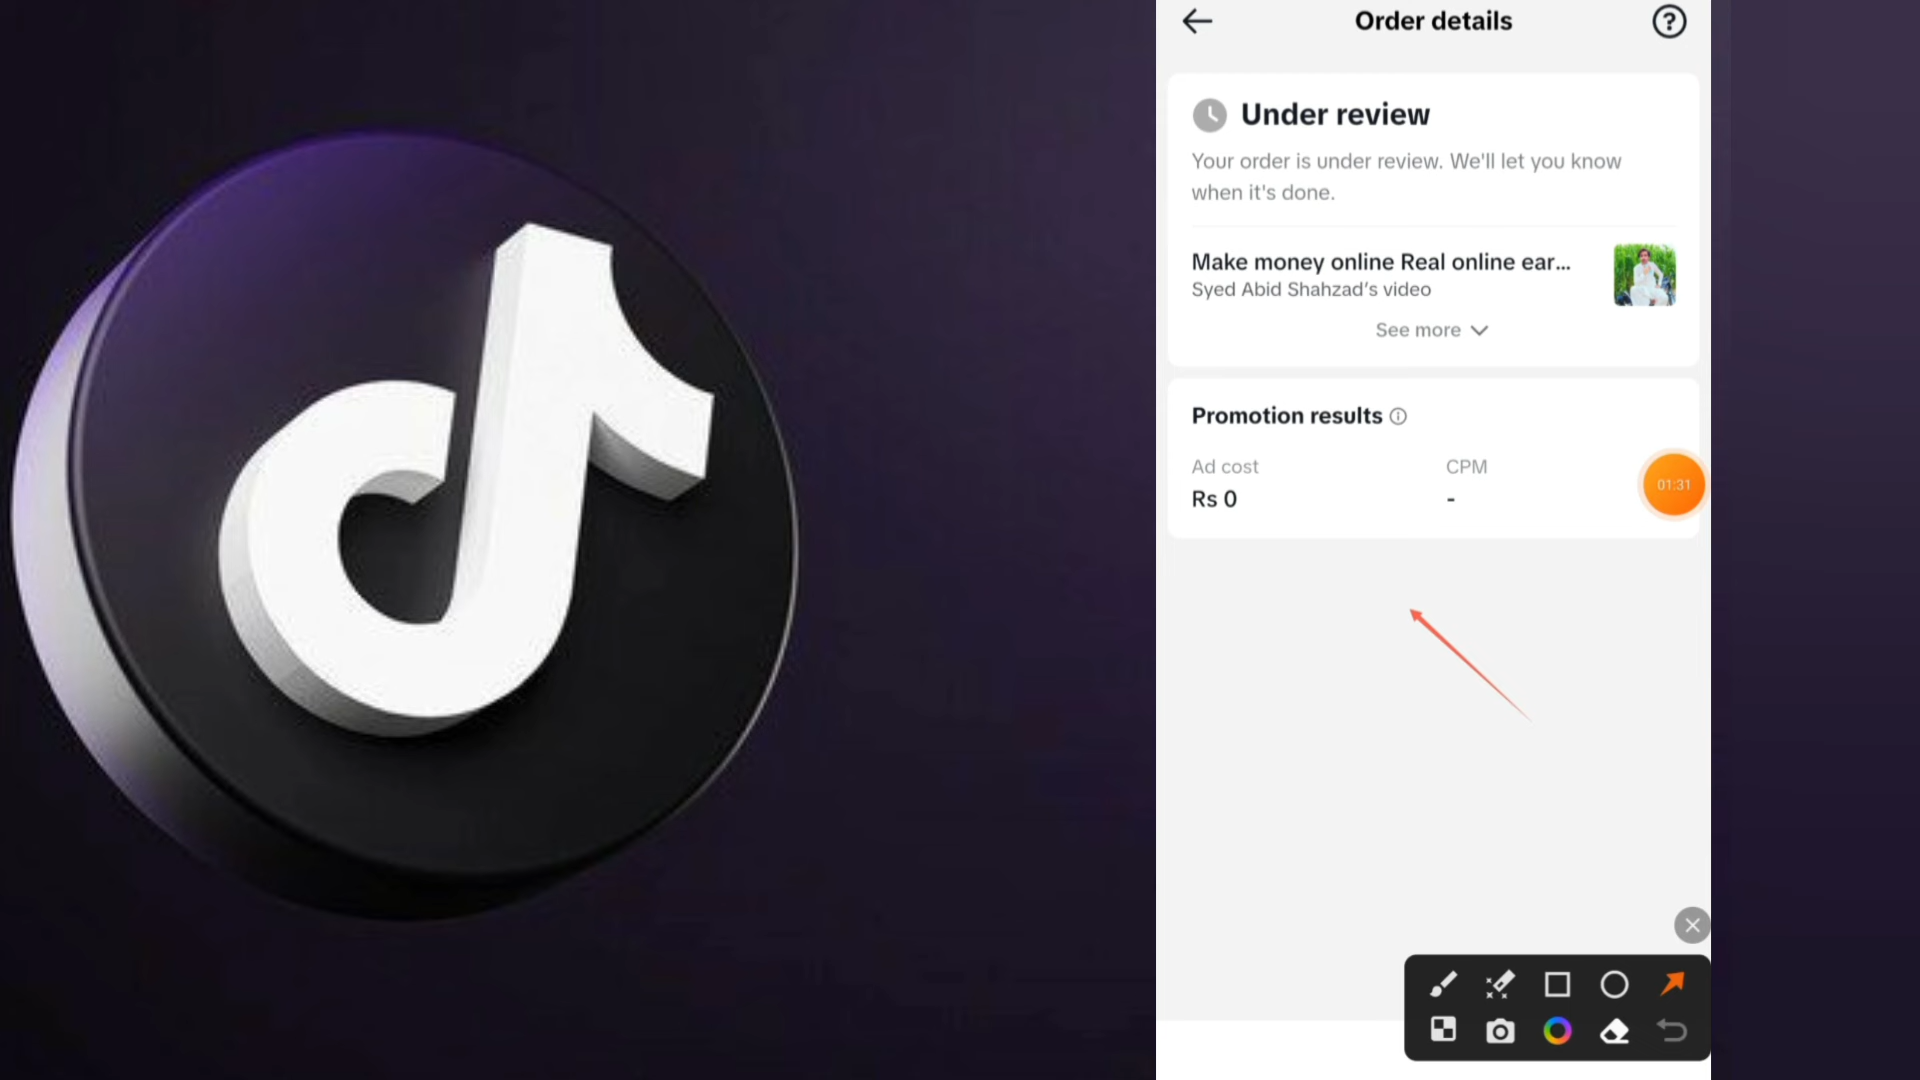 Order details
Under review
Your order is under review. We'll let you know
when it's done.
Make money online Real online ear...
Syed Abid Shahzad's video
See more
Promotion results
Ad cost
CPM
Rs 0
-
01:31